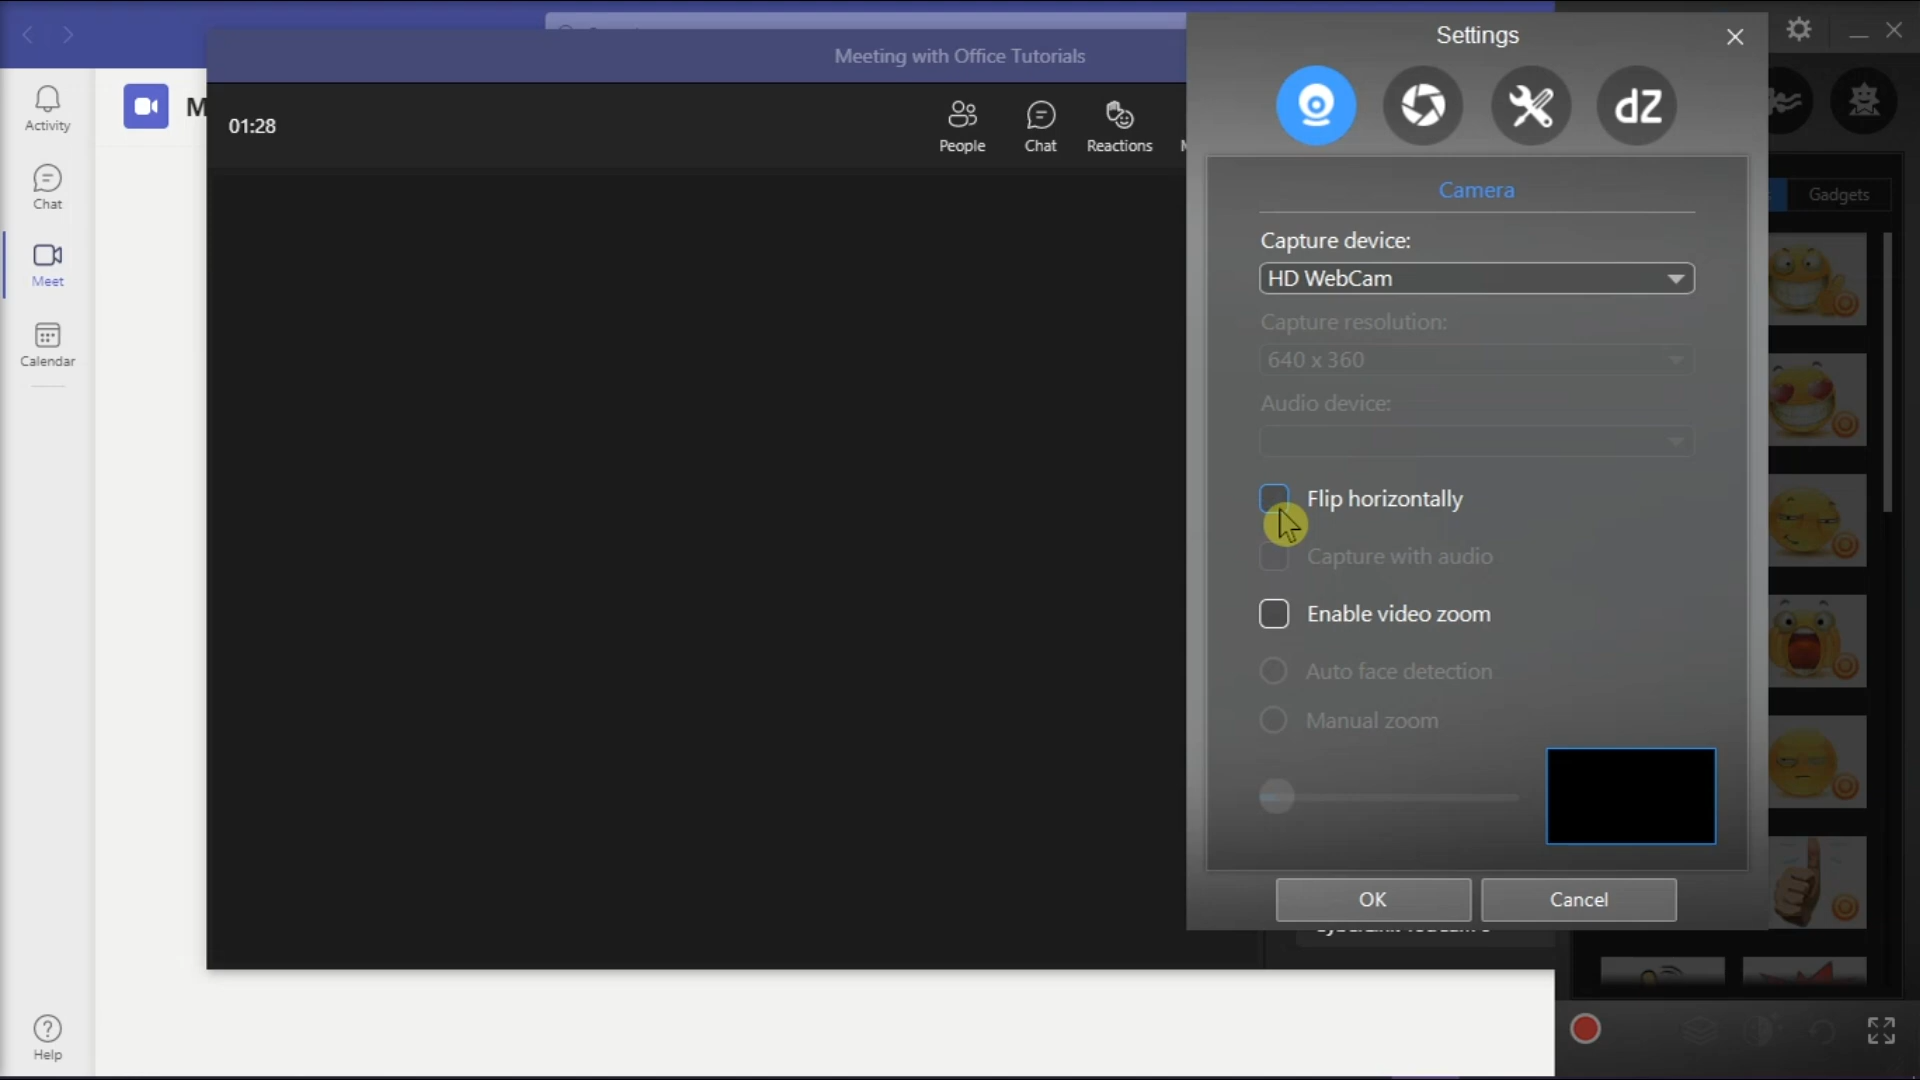 Settings
Meeting with Office Tutorials
Activity
M
01:28
People
Chat
Reactions
dZ
Camera
Gadgets
Chat
Capture device:
HD WebCam
Meet
Capture resolution:
640 x 360
Calendar
Audio device:
Flip horizontally
Capture with audio
Enable video zoom
Auto face detection
Manual zoom
OK
Cancel
Help